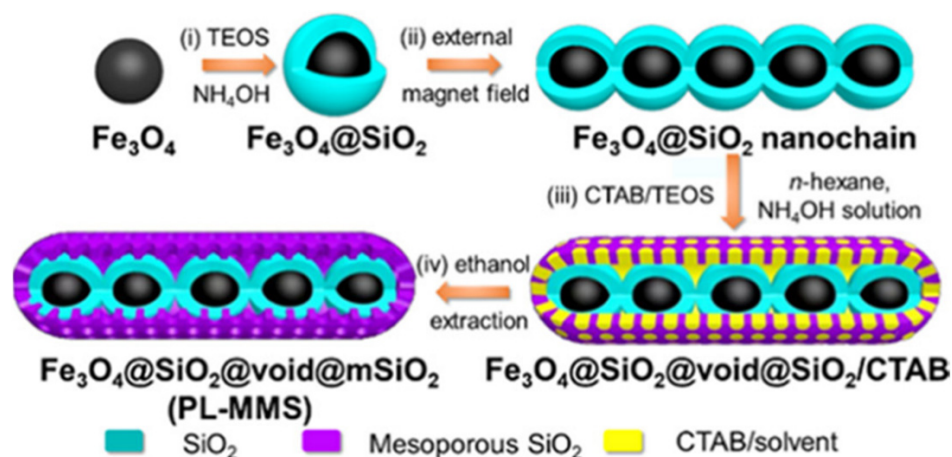 (i) TEOS
NH₄OH
(ii) external
magnet field
Fe₃O₄
Fe₃O₄@SiO₂
Fe₃O₄@SiO₂ nanochain
(iii) CTAB/TEOS
n-hexane,
NH₄OH solution
(iv) ethanol
extraction
Fe₃O₄@SiO₂@void@mSiO₂
(PL-MMS)
Fe₃O₄@SiO₂@void@SiO₂/CTAB
SiO₂
Mesoporous SiO₂
CTAB/solvent